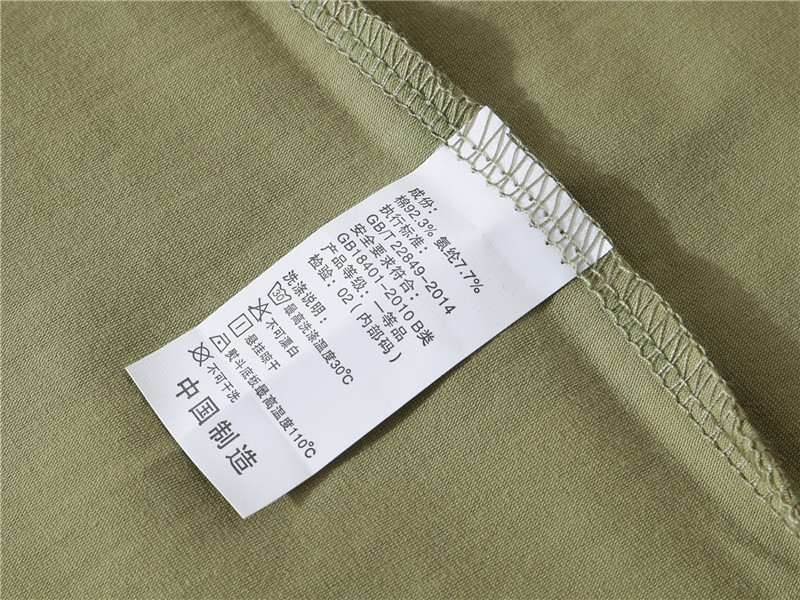 成份：
棉92.3% 氨纶7.7%
执行标准：
GB/T 22849-2014
安全要求符合：
GB18401-2010 B类
产品等级：一等品
检验：02（内部码）
洗涤说明：
30 最高洗涤温度30℃
不可漂白
悬挂晾干
熨斗底板最高温度110℃
不可干洗
中国制造